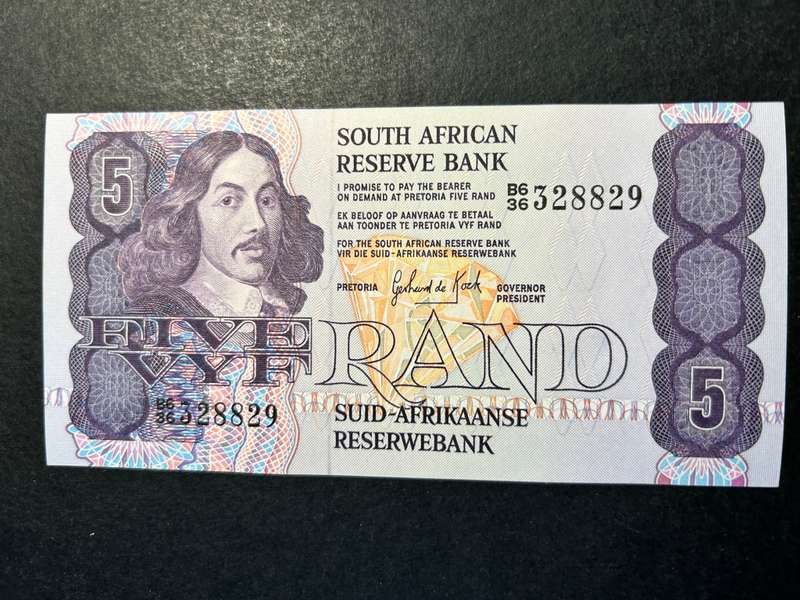 5
SOUTH AFRICAN
RESERVE BANK
I PROMISE TO PAY THE BEARER
ON DEMAND AT PRETORIA FIVE RAND
B6/36 328829
EK BELOOF OP AANVRAAG TE BETAAL
AAN TOONDER TE PRETORIA VYF RAND
FOR THE SOUTH AFRICAN RESERVE BANK
VIR DIE SUID-AFRIKAANSE RESERWEBANK
PRETORIA Gerhard de Kock GOVERNOR
PRESIDENT
FIVE
VYF
RAND
B6/36 328829
SUID-AFRIKAANSE
RESERWEBANK
5